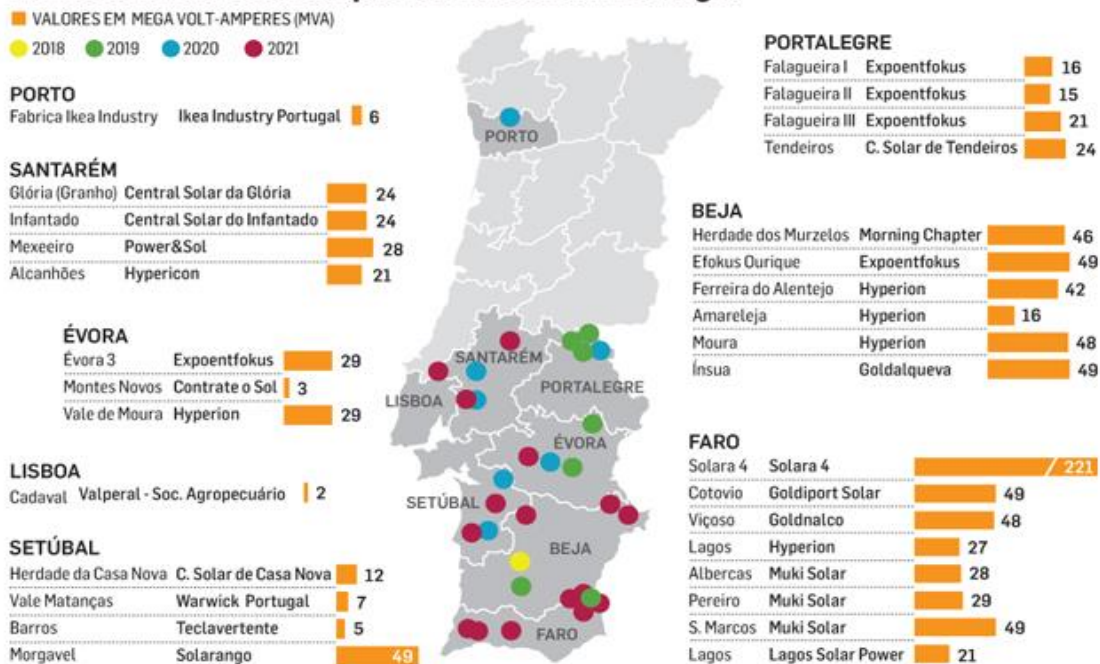 VALORES EM MEGA VOLT-AMPERES (MVA)
2018 2019 2020 2021
PORTO
Fabrica Ikea Industry Ikea Industry Portugal 6
SANTARÉM
Glória (Granho) Central Solar da Glória 24
Infantado Central Solar do Infantado 24
Mexeeiro Power&Sol 28
Alcanhões Hypericon 21
ÉVORA
Évora 3 Expoentfokus 29
Montes Novos Contrate o Sol 3
Vale de Moura Hyperion 29
LISBOA
Cadaval Valperal - Soc. Agropecuário 2
SETÚBAL
Herdade da Casa Nova C. Solar de Casa Nova 12
Vale Matanças Warwick Portugal 7
Barros Teclavertente 5
Morgavel Solarango 49
PORTO
SANTARÉM
PORTALEGRE
LISBOA
ÉVORA
SETÚBAL
BEJA
FARO
PORTALEGRE
Falagueira I Expoentfokus 16
Falagueira II Expoentfokus 15
Falagueira III Expoentfokus 21
Tendeiros C. Solar de Tendeiros 24
BEJA
Herdade dos Murzelos Morning Chapter 46
Efokus Ourique Expoentfokus 49
Ferreira do Alentejo Hyperion 42
Amareleja Hyperion 16
Moura Hyperion 48
Ínsua Goldalqueva 49
FARO
Solara 4 Solara 4 221
Cotovio Goldiport Solar 49
Viçoso Goldnalco 48
Lagos Hyperion 27
Albercas Muki Solar 28
Pereiro Muki Solar 29
S. Marcos Muki Solar 49
Lagos Lagos Solar Power 21